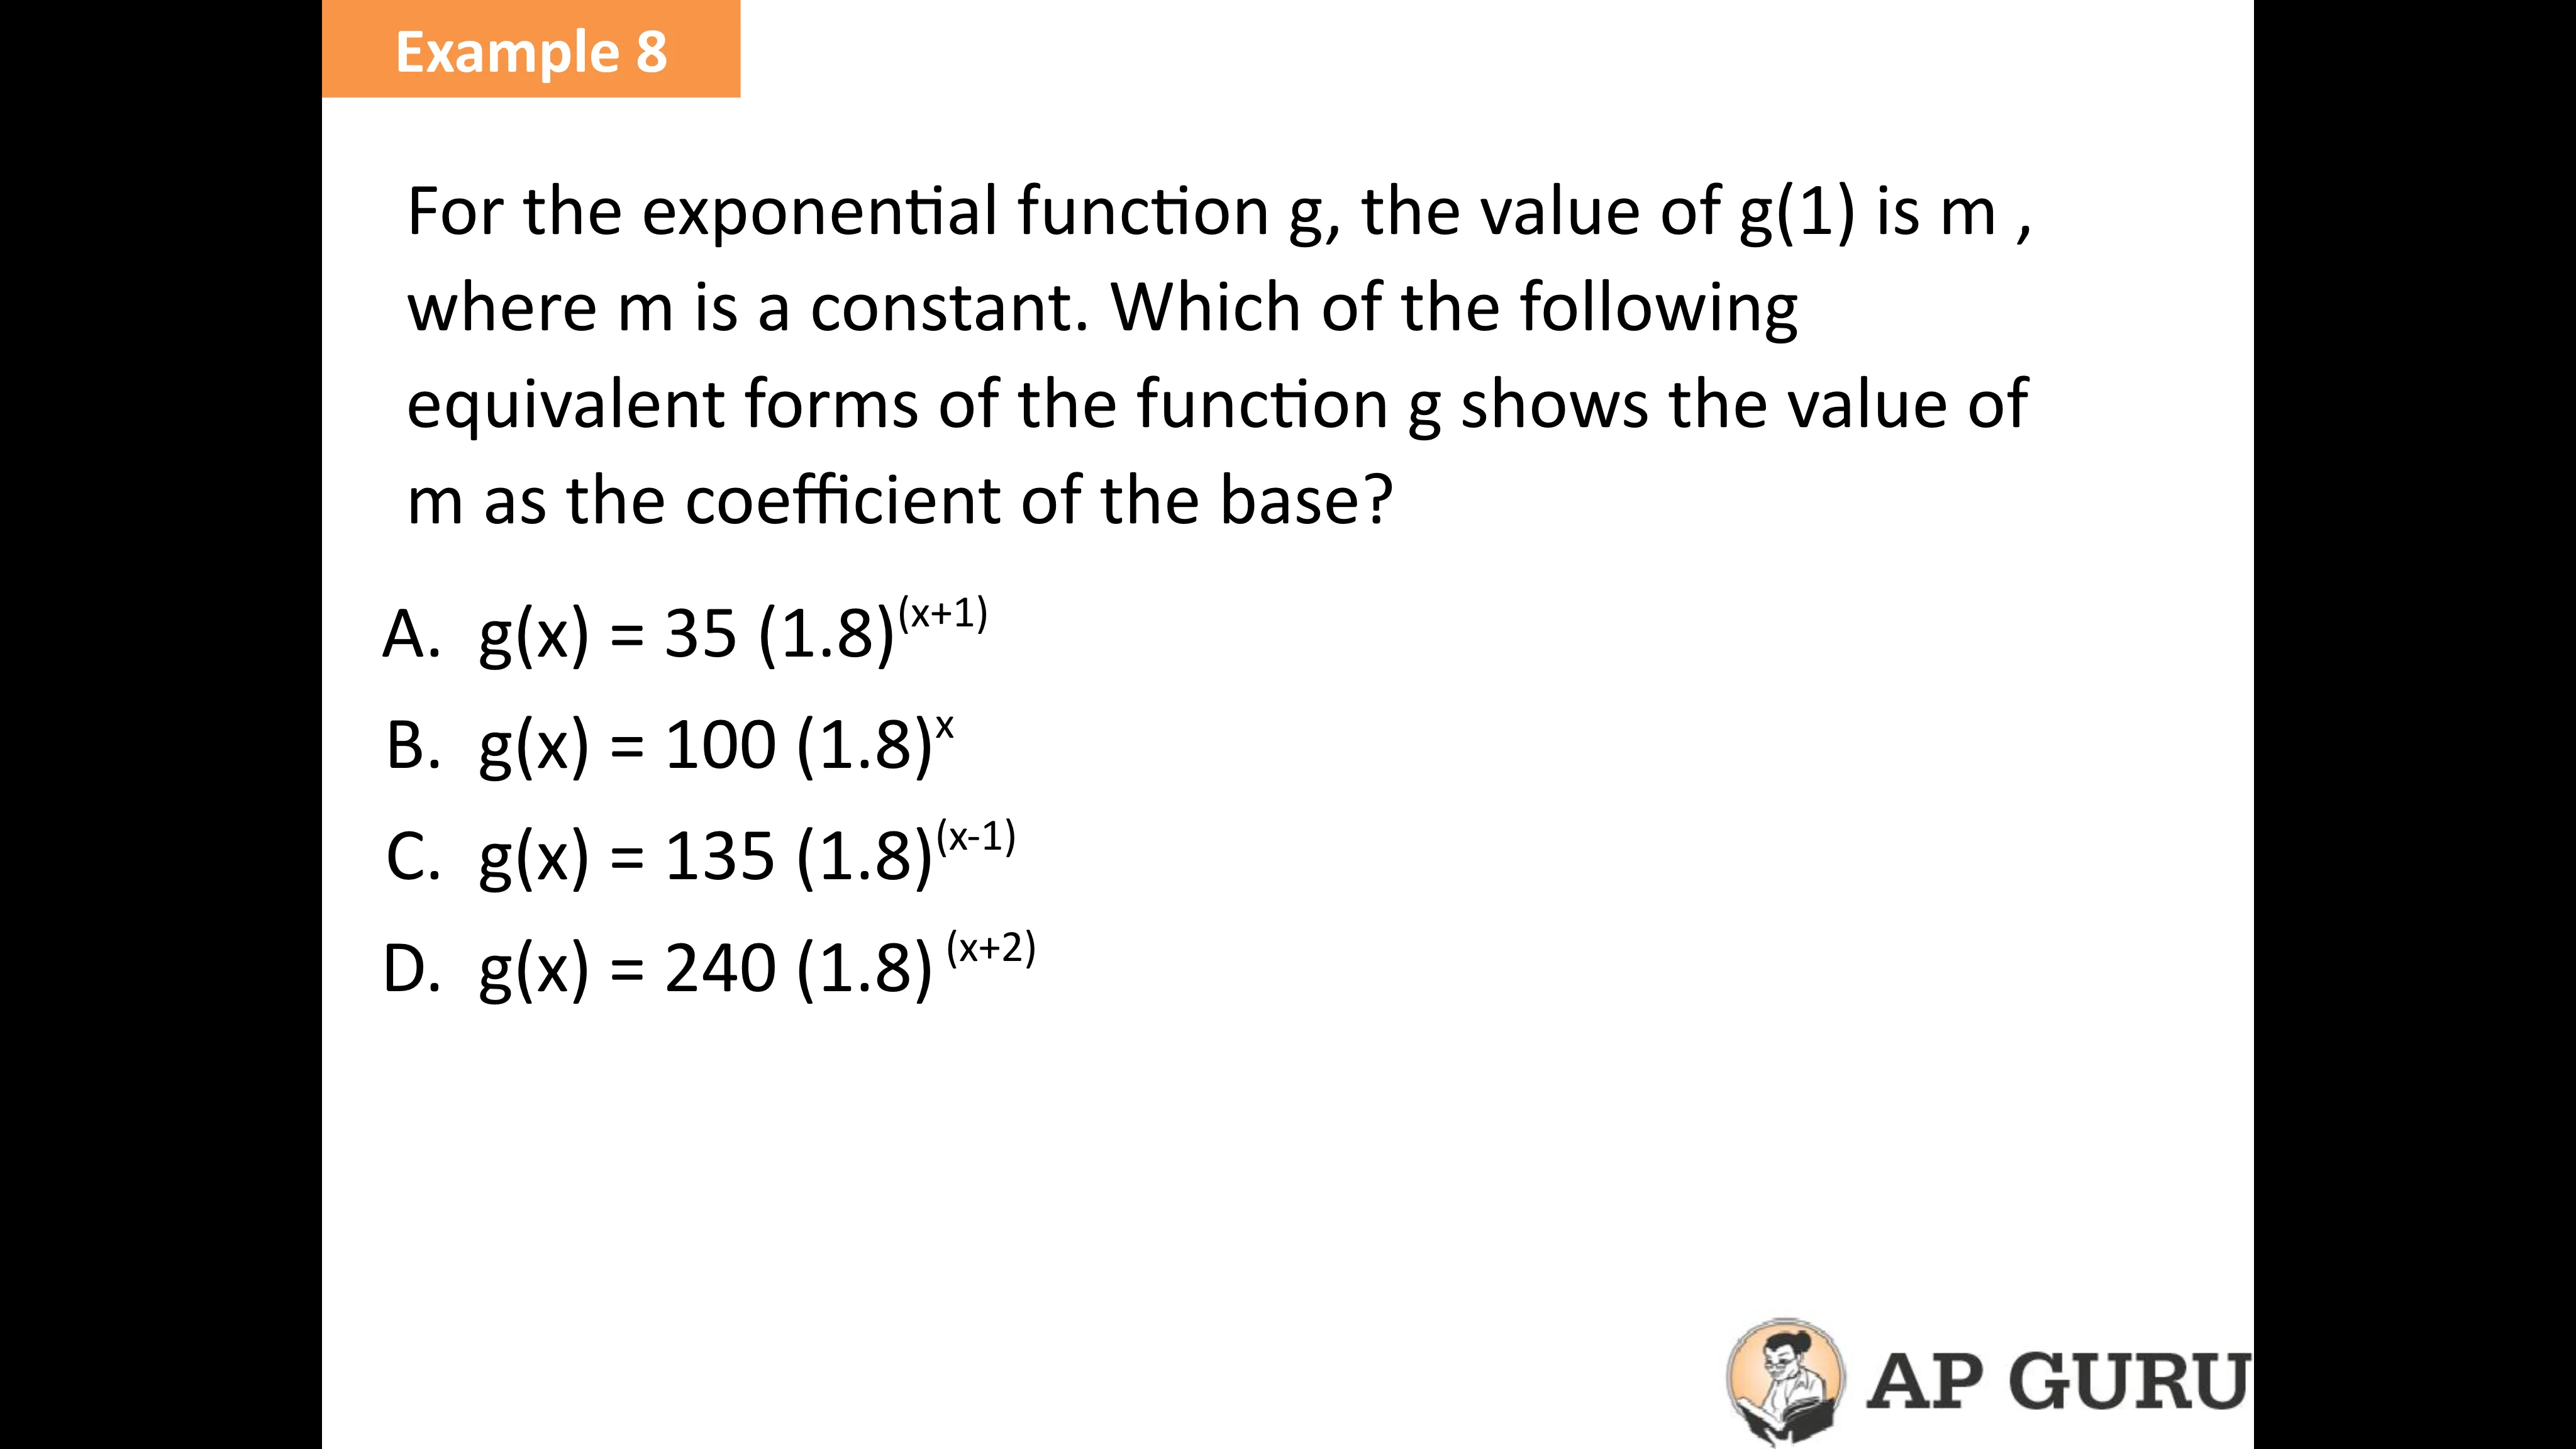 Example 8
For the exponential function g, the value of g(1) is m ,
where m is a constant. Which of the following
equivalent forms of the function g shows the value of
m as the coefficient of the base?
A. g(x) = 35 (1.8)⁽ˣ⁺¹⁾
B. g(x) = 100 (1.8)ˣ
C. g(x) = 135 (1.8)⁽ˣ⁻¹⁾
D. g(x) = 240 (1.8) ⁽ˣ⁺²⁾
AP GURU